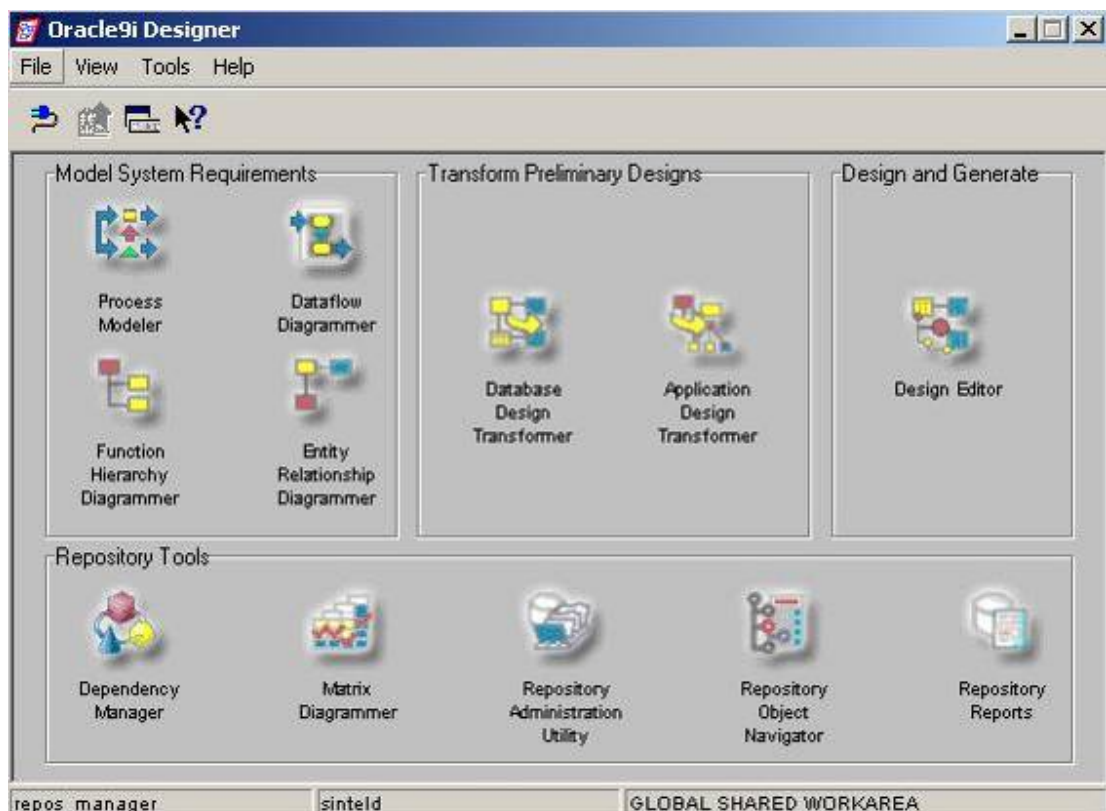 Oracle9i Designer
File View Tools Help
Model System Requirements
Process
Modeler
Dataflow
Diagrammer
Function
Hierarchy
Diagrammer
Entity
Relationship
Diagrammer
Transform Preliminary Designs
Database
Design
Transformer
Application
Design
Transformer
Design and Generate
Design Editor
Repository Tools
Dependency
Manager
Matrix
Diagrammer
Repository
Administration
Utility
Repository
Object
Navigator
Repository
Reports
repos_manager
sinteld
GLOBAL SHARED WORKAREA